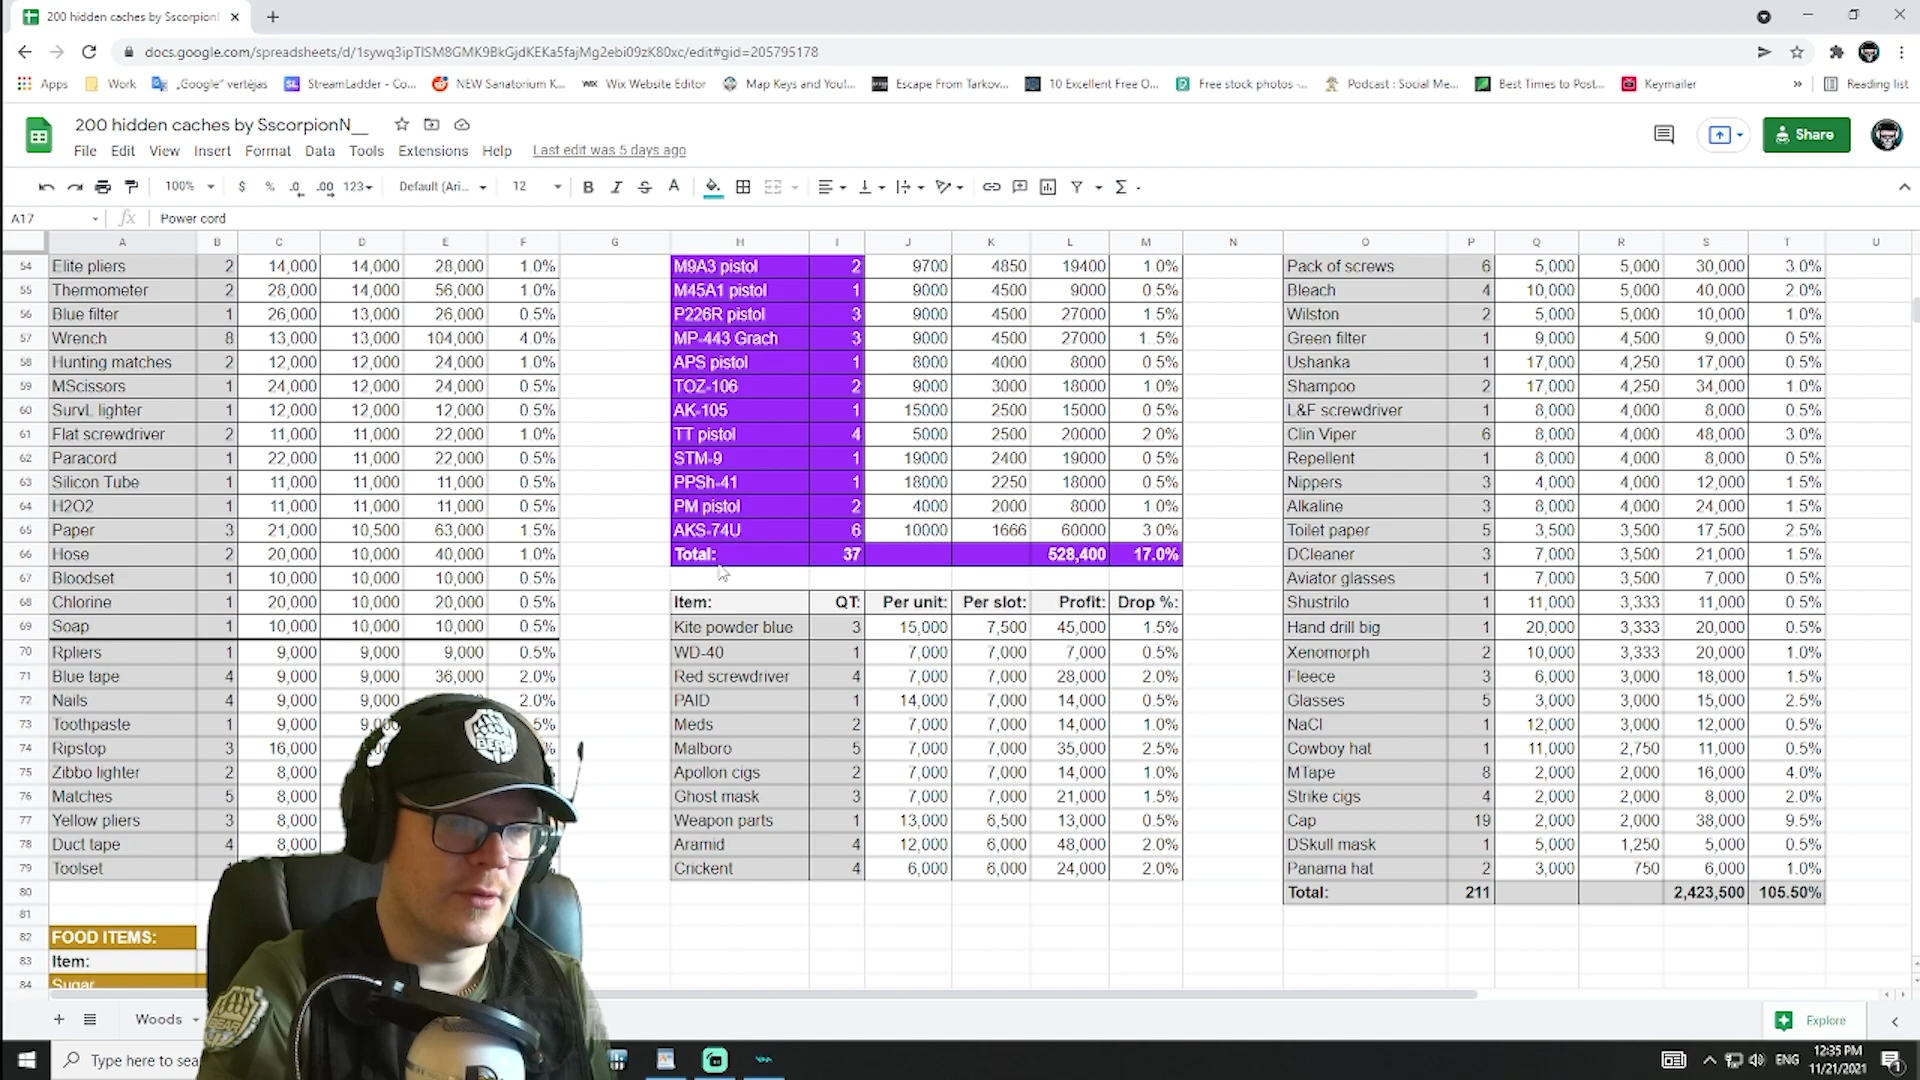 200 hidden caches by Sscorpion
docs.google.com/spreadsheets/d/1sywq3ipTlSM8GMK9BkGjdKEKa5fajMg2ebi09zK80xc/edit#gid=205795178
Apps Work „Google“ vertėjas StreamLadder - Co... NEW Sanatorium K... Wix Website Editor Map Keys and You'... Escape From Tarkov... 10 Excellent Free O... Free stock photos -... Podcast : Social Me... Best Times to Post... Keymailer » Reading list
200 hidden caches by SscorpionN__
Share
File Edit View Insert Format Data Tools Extensions Help Last edit was 5 days ago
100% $ % .0 .00 123 Default (Ari... 12 B I S A
A17 fx Power cord
A B C D E F G H I J K L M N O P Q R S T U
54 Elite pliers 2 14,000 14,000 28,000 1.0% M9A3 pistol 2 9700 4850 19400 1.0% Pack of screws 6 5,000 5,000 30,000 3.0%
55 Thermometer 2 28,000 14,000 56,000 1.0% M45A1 pistol 1 9000 4500 9000 0.5% Bleach 4 10,000 5,000 40,000 2.0%
56 Blue filter 1 26,000 13,000 26,000 0.5% P226R pistol 3 9000 4500 27000 1.5% Wilston 2 5,000 5,000 10,000 1.0%
57 Wrench 8 13,000 13,000 104,000 4.0% MP-443 Grach 3 9000 4500 27000 1.5% Green filter 1 9,000 4,500 9,000 0.5%
58 Hunting matches 2 12,000 12,000 24,000 1.0% APS pistol 1 8000 4000 8000 0.5% Ushanka 1 17,000 4,250 17,000 0.5%
59 MScissors 1 24,000 12,000 24,000 0.5% TOZ-106 2 9000 3000 18000 1.0% Shampoo 2 17,000 4,250 34,000 1.0%
60 SurvL lighter 1 12,000 12,000 12,000 0.5% AK-105 1 15000 2500 15000 0.5% L&F screwdriver 1 8,000 4,000 8,000 0.5%
61 Flat screwdriver 2 11,000 11,000 22,000 1.0% TT pistol 4 5000 2500 20000 2.0% Clin Viper 6 8,000 4,000 48,000 3.0%
62 Paracord 1 22,000 11,000 22,000 0.5% STM-9 1 19000 2400 19000 0.5% Repellent 1 8,000 4,000 8,000 0.5%
63 Silicon Tube 1 11,000 11,000 11,000 0.5% PPSh-41 1 18000 2250 18000 0.5% Nippers 3 4,000 4,000 12,000 1.5%
64 H2O2 1 11,000 11,000 11,000 0.5% PM pistol 2 4000 2000 8000 1.0% Alkaline 3 8,000 4,000 24,000 1.5%
65 Paper 3 21,000 10,500 63,000 1.5% AKS-74U 6 10000 1666 60000 3.0% Toilet paper 5 3,500 3,500 17,500 2.5%
66 Hose 2 20,000 10,000 40,000 1.0% Total: 37 528,400 17.0% DCleaner 3 7,000 3,500 21,000 1.5%
67 Bloodset 1 10,000 10,000 10,000 0.5% Aviator glasses 1 7,000 3,500 7,000 0.5%
68 Chlorine 1 20,000 10,000 20,000 0.5% Item: QT: Per unit: Per slot: Profit: Drop %: Shustrilo 1 11,000 3,333 11,000 0.5%
69 Soap 1 10,000 10,000 10,000 0.5% Kite powder blue 3 15,000 7,500 45,000 1.5% Hand drill big 1 20,000 3,333 20,000 0.5%
70 Rpliers 1 9,000 9,000 9,000 0.5% WD-40 1 7,000 7,000 7,000 0.5% Xenomorph 2 10,000 3,333 20,000 1.0%
71 Blue tape 4 9,000 9,000 36,000 2.0% Red screwdriver 4 7,000 7,000 28,000 2.0% Fleece 3 6,000 3,000 18,000 1.5%
72 Nails 4 9,000 9,000 2.0% PAID 1 14,000 7,000 14,000 0.5% Glasses 5 3,000 3,000 15,000 2.5%
73 Toothpaste 1 9,000 5% Meds 2 7,000 7,000 14,000 1.0% NaCl 1 12,000 3,000 12,000 0.5%
74 Ripstop 3 16,000 Malboro 5 7,000 7,000 35,000 2.5% Cowboy hat 1 11,000 2,750 11,000 0.5%
75 Zibbo lighter 2 8,000 Apollon cigs 2 7,000 7,000 14,000 1.0% MTape 8 2,000 2,000 16,000 4.0%
76 Matches 5 8,000 Ghost mask 3 7,000 7,000 21,000 1.5% Strike cigs 4 2,000 2,000 8,000 2.0%
77 Yellow pliers 3 8,000 Weapon parts 1 13,000 6,500 13,000 0.5% Cap 19 2,000 2,000 38,000 9.5%
78 Duct tape 4 8,000 Aramid 4 12,000 6,000 48,000 2.0% DSkull mask 1 5,000 1,250 5,000 0.5%
79 Toolset Crickent 4 6,000 6,000 24,000 2.0% Panama hat 2 3,000 750 6,000 1.0%
80 Total: 211 2,423,500 105.50%
81
82 FOOD ITEMS:
83 Item:
84 Sugar
BEAR
BEAR
Woods
Explore
Type here to sea
ENG
12:35 PM
11/21/2021
1